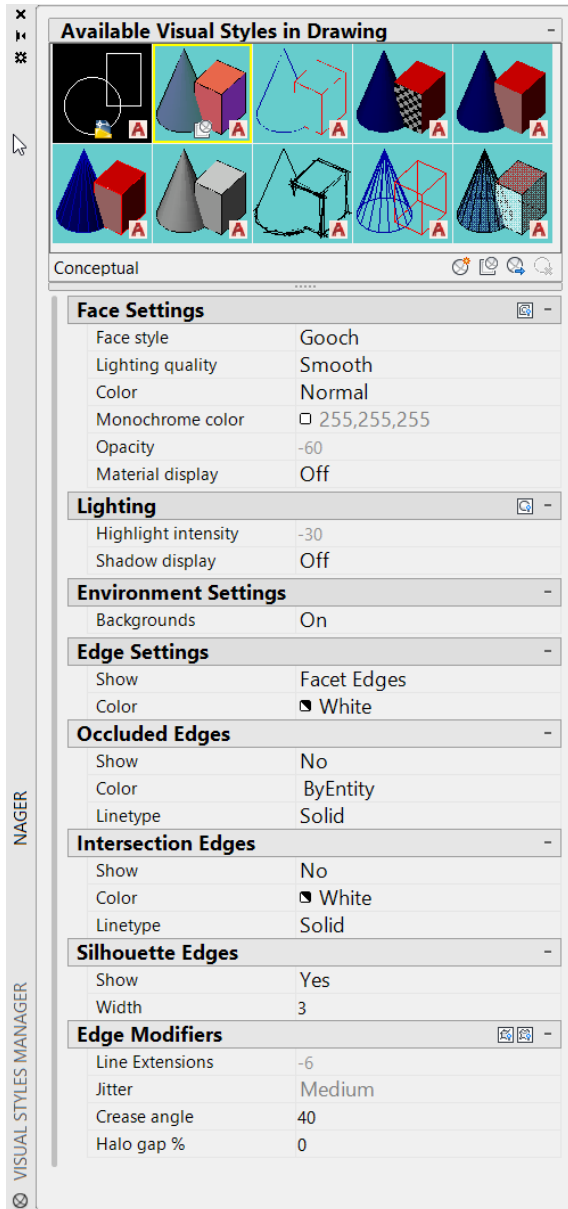 Available Visual Styles in Drawing
A A A A A
A A A A A
Conceptual
Face Settings
Face style Gooch
Lighting quality Smooth
Color Normal
Monochrome color 255,255,255
Opacity -60
Material display Off
Lighting
Highlight intensity -30
Shadow display Off
Environment Settings
Backgrounds On
Edge Settings
Show Facet Edges
Color White
Occluded Edges
Show No
Color ByEntity
Linetype Solid
Intersection Edges
Show No
Color White
Linetype Solid
Silhouette Edges
Show Yes
Width 3
Edge Modifiers
Line Extensions -6
Jitter Medium
Crease angle 40
Halo gap % 0
NAGER
VISUAL STYLES MANAGER